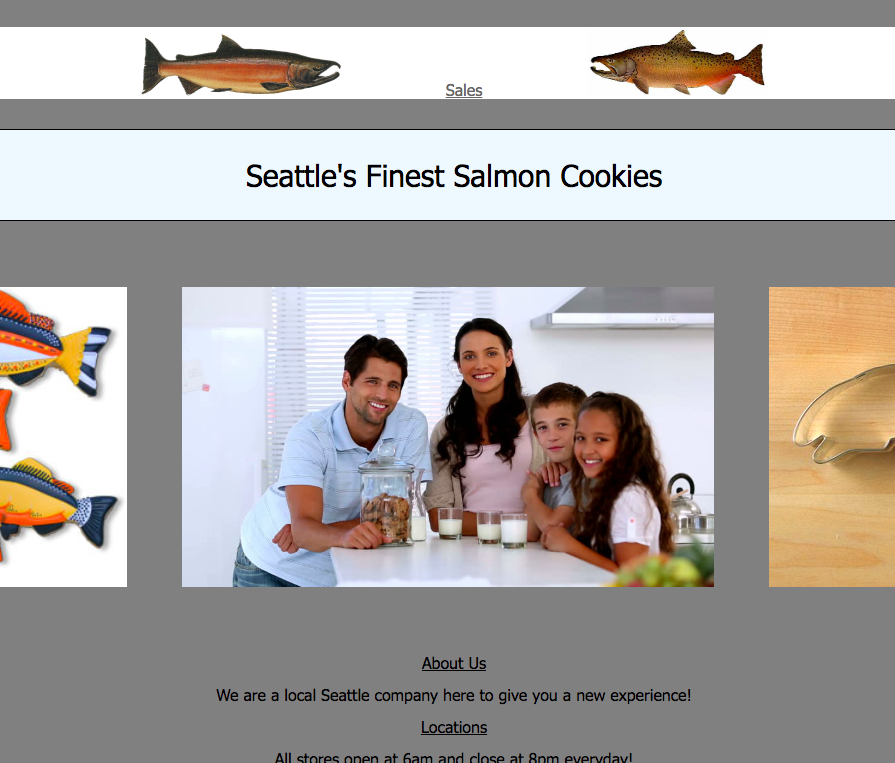 Sales
Seattle's Finest Salmon Cookies
About Us
We are a local Seattle company here to give you a new experience!
Locations
All stores open at 6am and close at 8pm everyday!